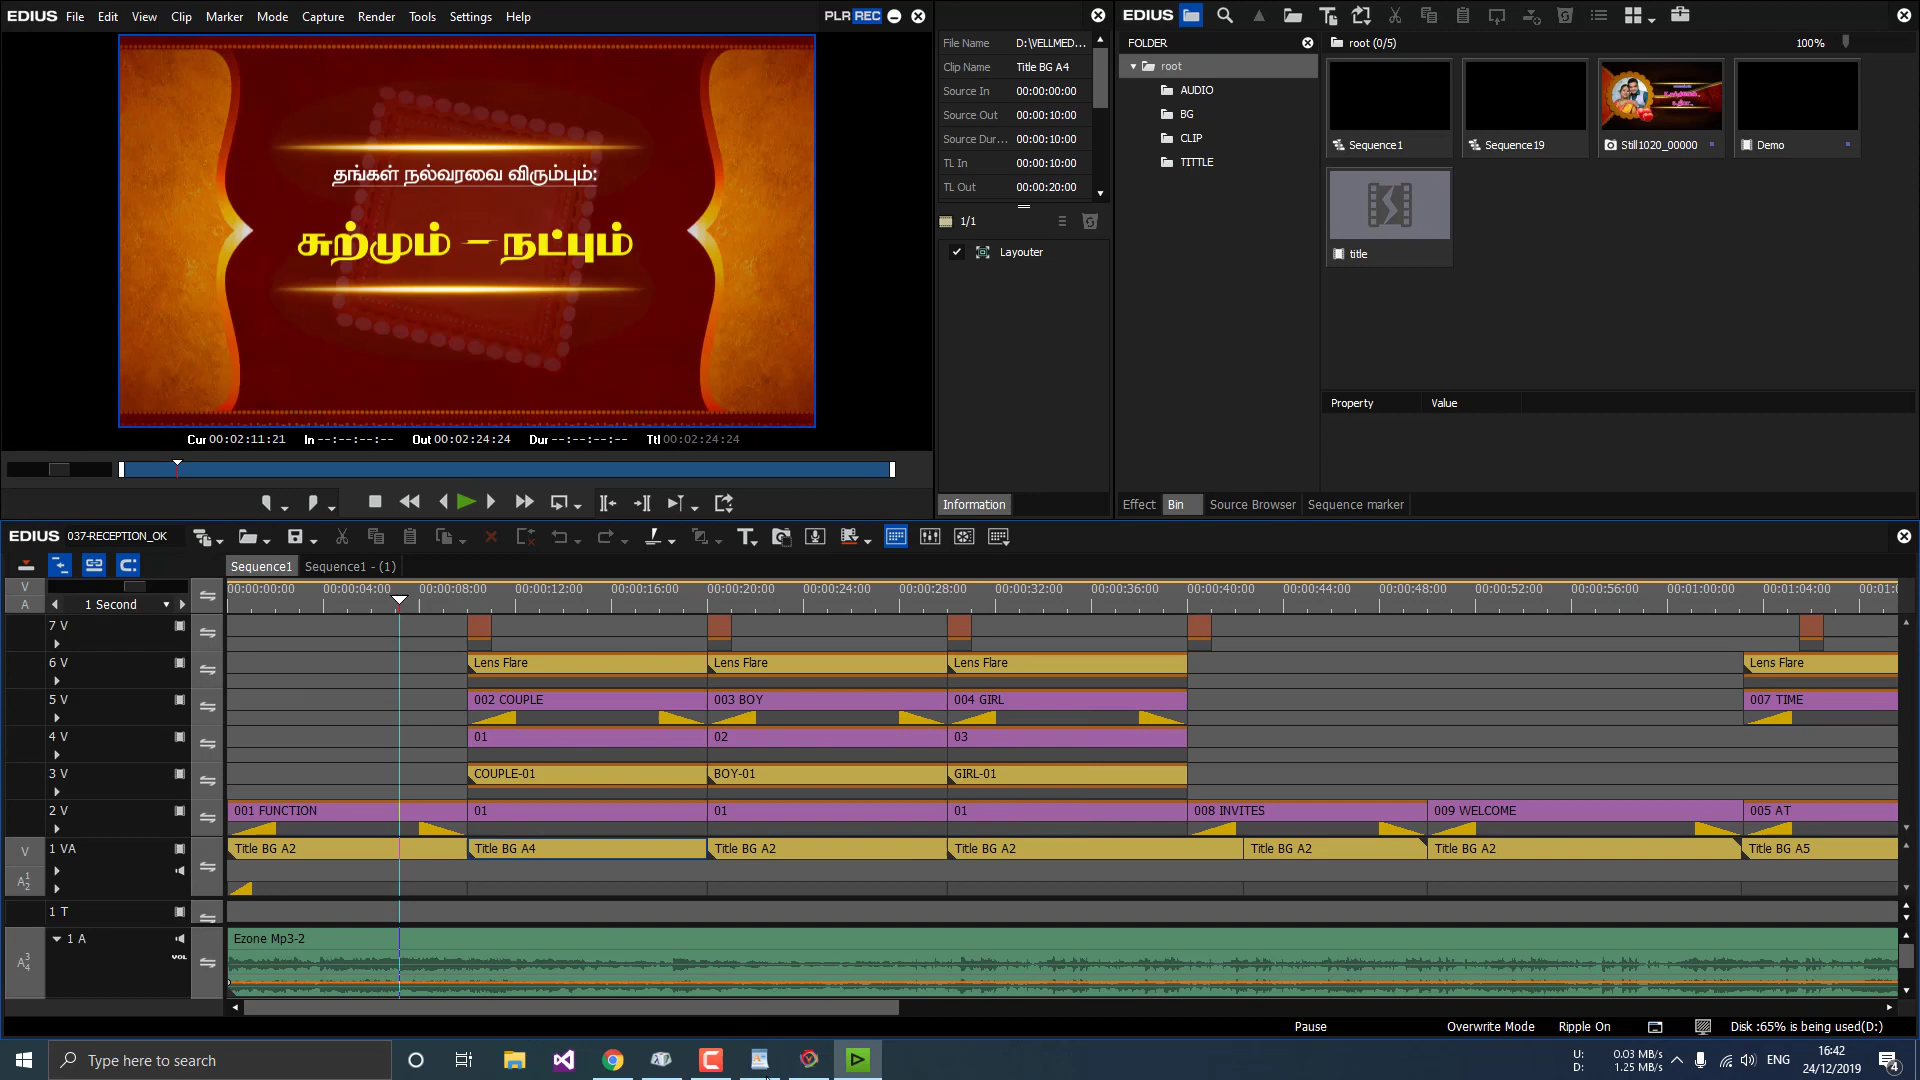 EDIUS File Edit View Clip Marker Mode Capture Render Tools Settings Help PLR REC
தங்கள் நல்வரவை விரும்பும்:
சுற்மும் – நட்பும்
Cur 00:02:11:21 In --:--:--:-- Out 00:02:24:24 Dur --:--:--:-- Ttl 00:02:24:24
File Name D:\VELLMED...
Clip Name Title BG A4
Source In 00:00:00:00
Source Out 00:00:10:00
Source Dur... 00:00:10:00
TL In 00:00:10:00
TL Out 00:00:20:00
1/1
Layouter
Information
EDIUS
FOLDER
root
AUDIO
BG
CLIP
TITTLE
root (0/5) 100%
Sequence1 Sequence19 Still1020_00000 Demo
title
Property Value
Effect Bin Source Browser Sequence marker
EDIUS 037-RECEPTION_OK
Sequence1 Sequence1 - (1)
V
A 1 Second
00:00:00:00 00:00:04:00 00:00:08:00 00:00:12:00 00:00:16:00 00:00:20:00 00:00:24:00 00:00:28:00 00:00:32:00 00:00:36:00 00:00:40:00 00:00:44:00 00:00:48:00 00:00:52:00 00:00:56:00 00:01:00:00 00:01:04:00 00:01:0
7 V
6 V Lens Flare Lens Flare Lens Flare Lens Flare
5 V 002 COUPLE 003 BOY 004 GIRL 007 TIME
4 V 01 02 03
3 V COUPLE-01 BOY-01 GIRL-01
2 V 001 FUNCTION 01 01 01 008 INVITES 009 WELCOME 005 AT
V 1 VA Title BG A2 Title BG A4 Title BG A2 Title BG A2 Title BG A2 Title BG A2 Title BG A5
A 1 2
1 T
1 A Ezone Mp3-2
A 3 4 VOL
Pause Overwrite Mode Ripple On Disk :65% is being used(D:)
Type here to search
U: 0.03 MB/s
D: 1.25 MB/s
ENG
16:42
24/12/2019
4